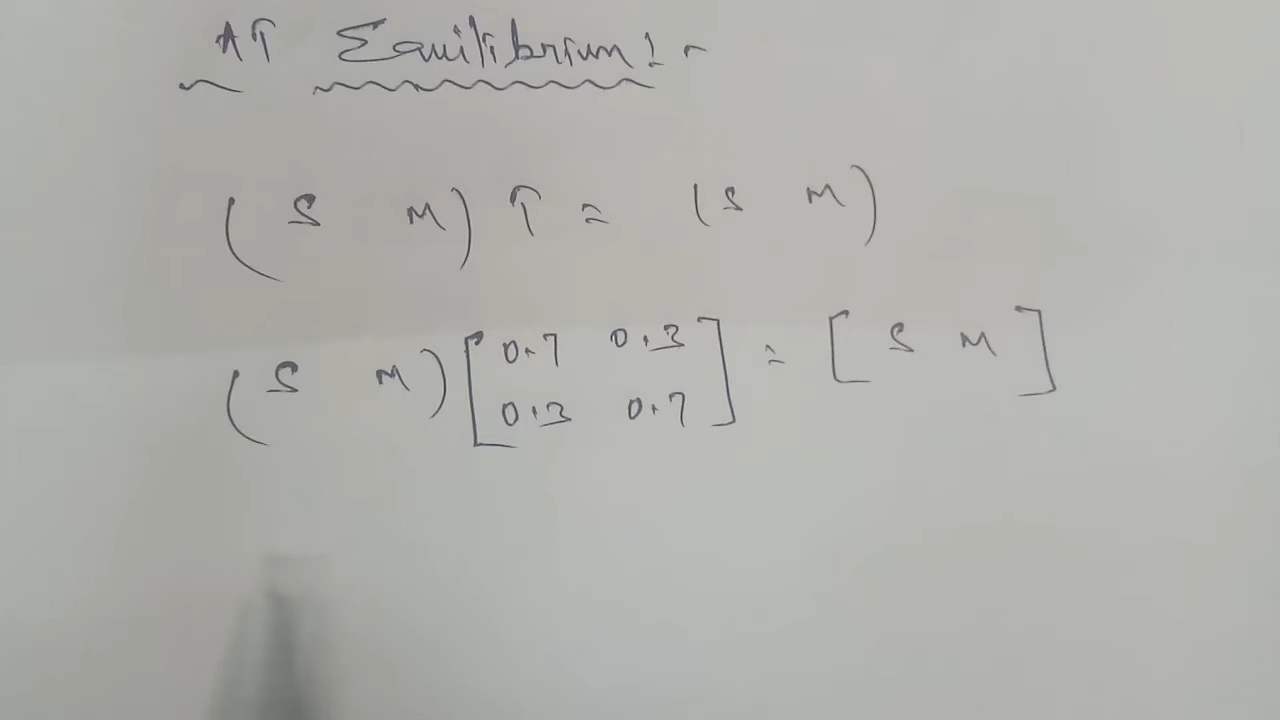 AT Equilibrium:-
(S M) T = (S M)
(S M) [0.7 0.3
0.3 0.7] = [S M]